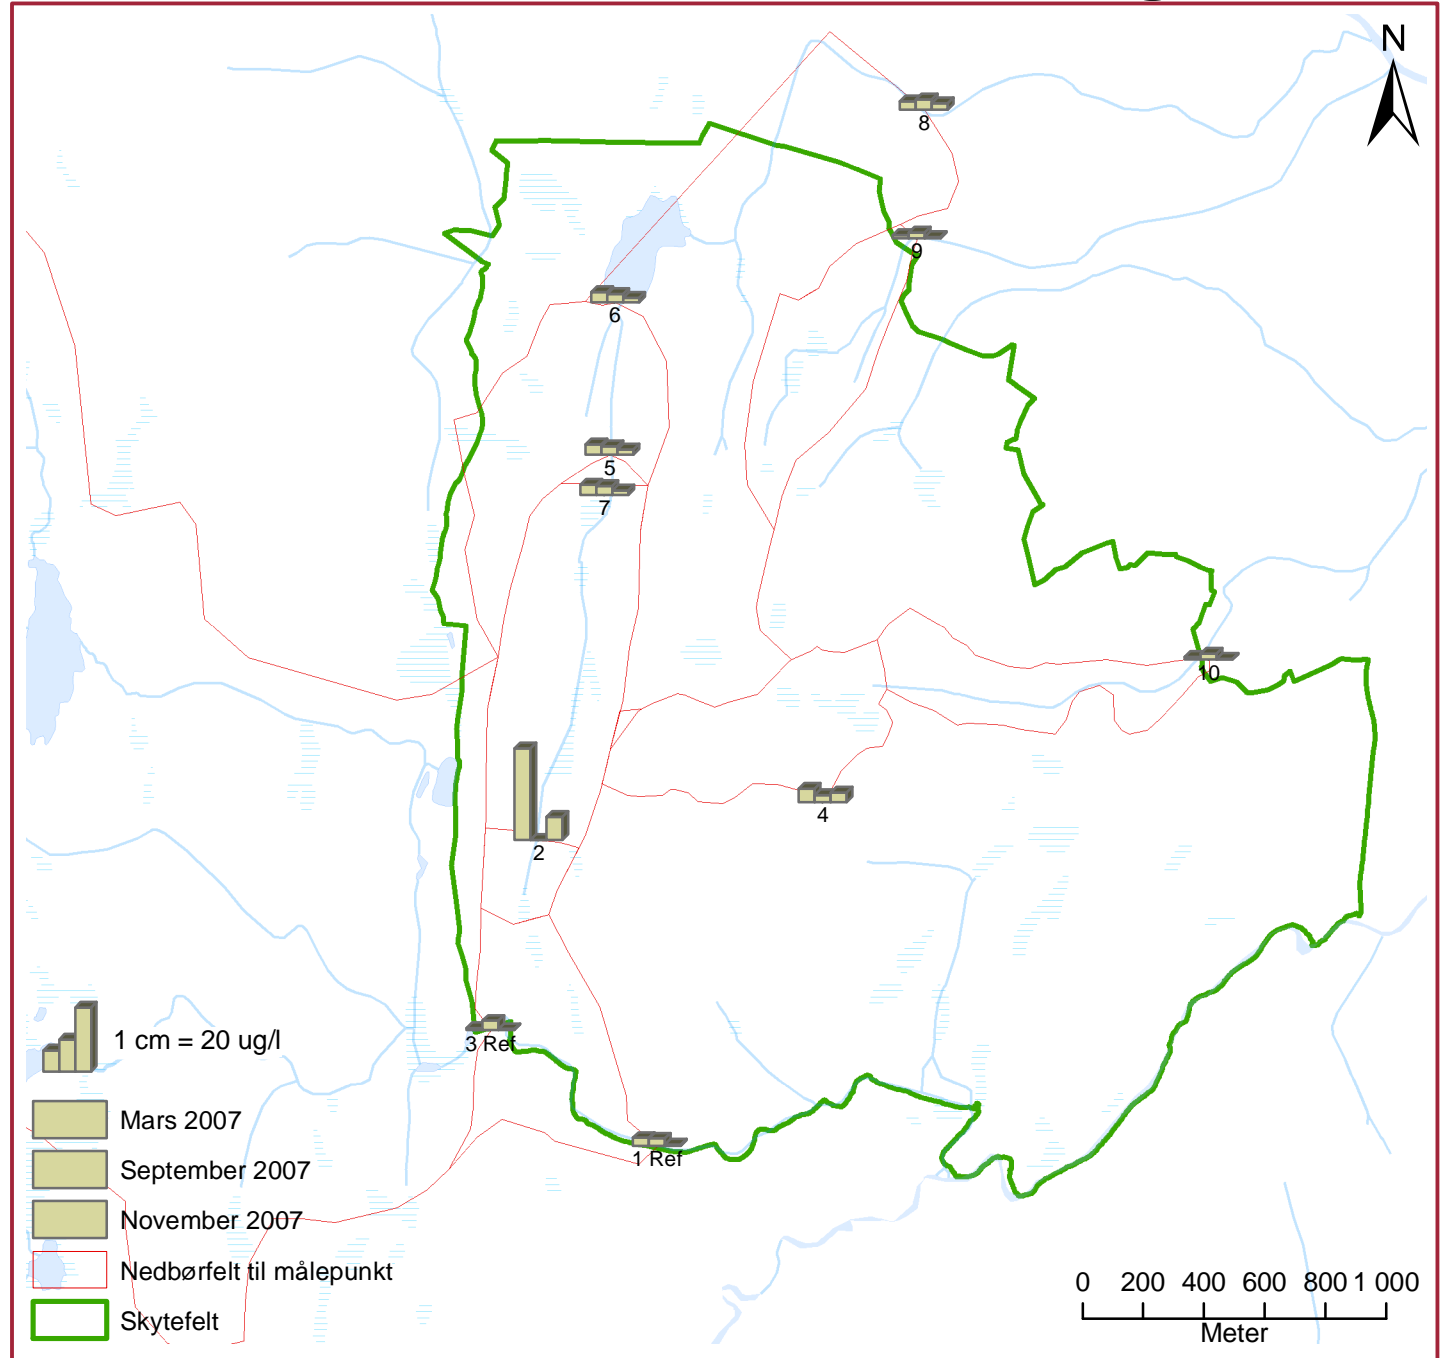 N
8
9
6
5
7
10
4
2
3 Ref
1 Ref
1 cm = 20 ug/l
Mars 2007
September 2007
November 2007
Nedbørfelt til målepunkt
Skytefelt
0 200 400 600 800 1 000
Meter